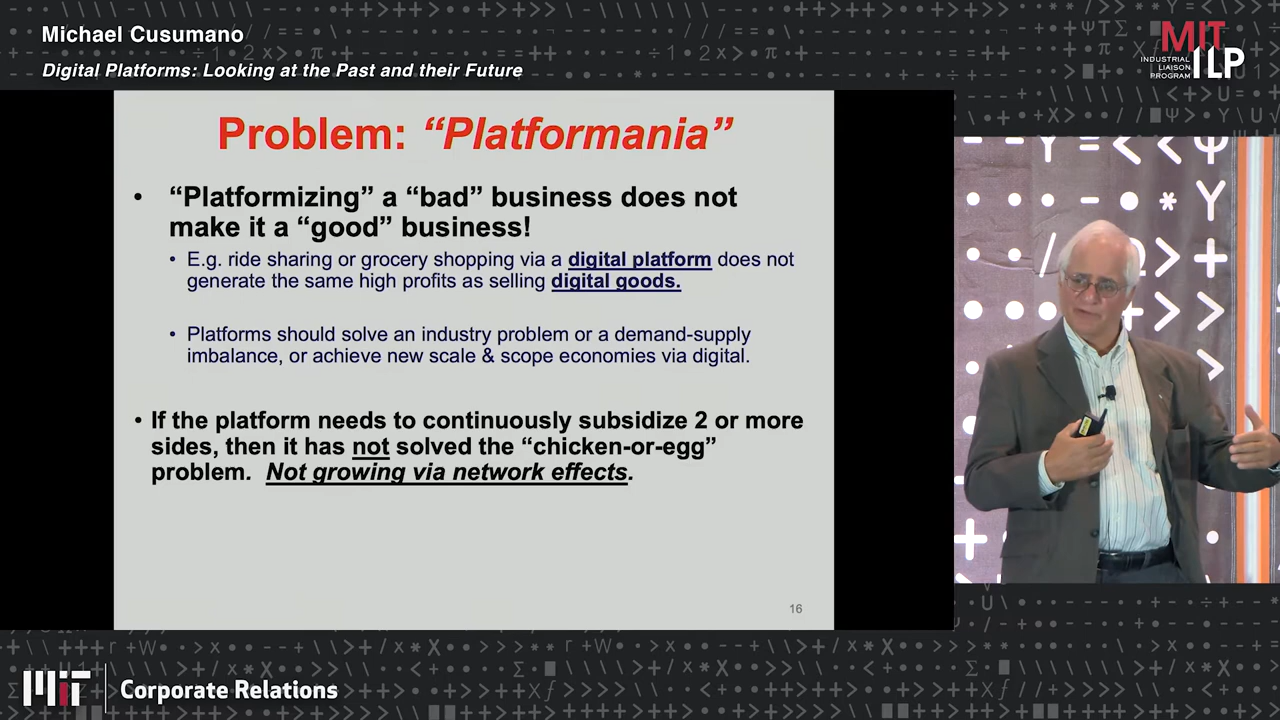 Michael Cusumano
Digital Platforms: Looking at the Past and their Future
MIT
INDUSTRIAL
LIAISON
PROGRAM
ILP
Problem: “Platformania”
• “Platformizing” a “bad” business does not
make it a “good” business!
• E.g. ride sharing or grocery shopping via a digital platform does not
generate the same high profits as selling digital goods.
• Platforms should solve an industry problem or a demand-supply
imbalance, or achieve new scale & scope economies via digital.
• If the platform needs to continuously subsidize 2 or more
sides, then it has not solved the “chicken-or-egg”
problem. Not growing via network effects.
16
MIT
Corporate Relations